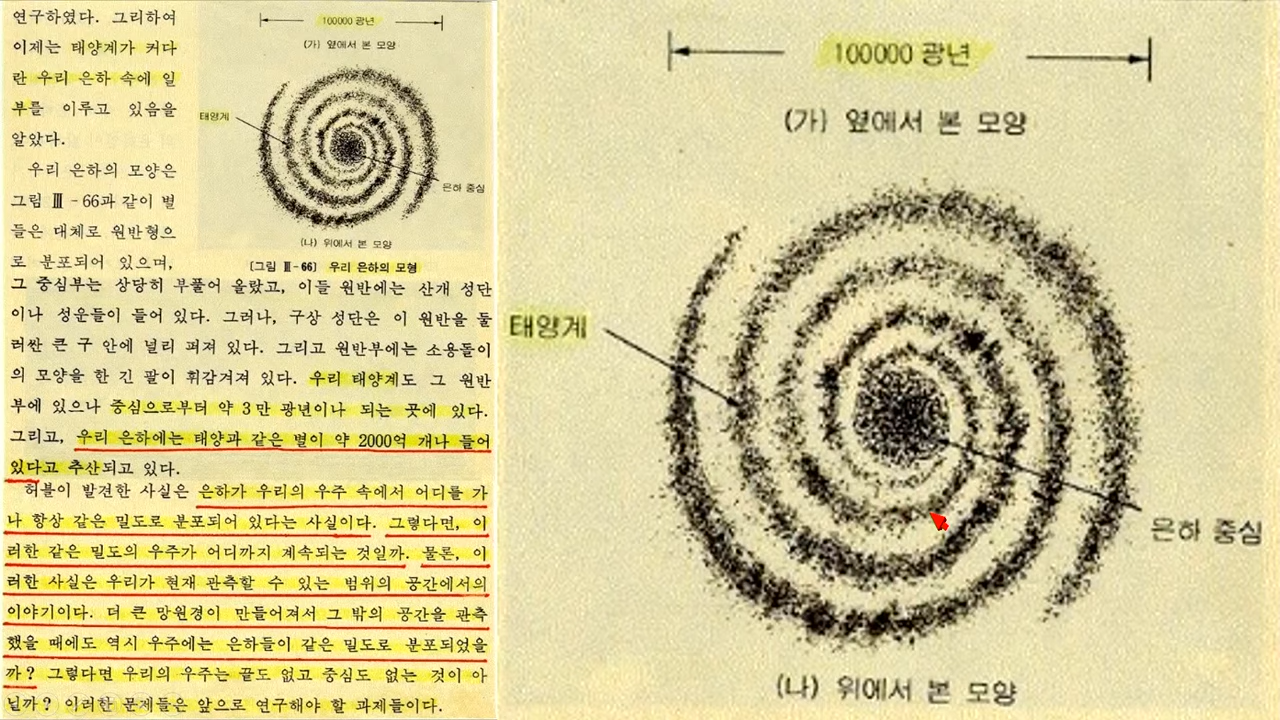 연구하였다. 그리하여
이제는 태양계가 커다
란 우리 은하 속에 일
부를 이루고 있음을
알았다.
우리 은하의 모양은
그림 Ⅲ-66과 같이 별
들은 대체로 원반형으
로 분포되어 있으며,
100000 광년
(가) 옆에서 본 모양
태양계
은하 중심
(나) 위에서 본 모양
[그림 Ⅲ-66] 우리 은하의 모형
그 중심부는 상당히 부풀어 올랐고, 이들 원반에는 산개 성단
이나 성운들이 들어 있다. 그러나, 구상 성단은 이 원반을 둘
러싼 큰 구 안에 널리 퍼져 있다. 그리고 원반부에는 소용돌이
의 모양을 한 긴 팔이 휘감겨져 있다. 우리 태양계도 그 원반
부에 있으나 중심으로부터 약 3만 광년이나 되는 곳에 있다.
그리고, 우리 은하에는 태양과 같은 별이 약 2000억 개나 들어
있다고 추산되고 있다.
허블이 발견한 사실은 은하가 우리의 우주 속에서 어디를 가
나 항상 같은 밀도로 분포되어 있다는 사실이다. 그렇다면, 이
러한 같은 밀도의 우주가 어디까지 계속되는 것일까. 물론, 이
러한 사실은 우리가 현재 관측할 수 있는 범위의 공간에서의
이야기이다. 더 큰 망원경이 만들어져서 그 밖의 공간을 관측
했을 때에도 역시 우주에는 은하들이 같은 밀도로 분포되었을
까? 그렇다면 우리의 우주는 끝도 없고 중심도 없는 것이 아
닐까? 이러한 문제들은 앞으로 연구해야 할 과제들이다.
100000 광년
(가) 옆에서 본 모양
태양계
은하 중심
(나) 위에서 본 모양